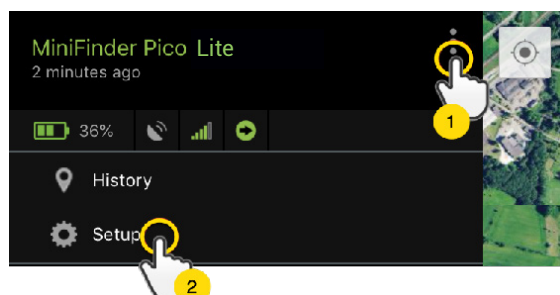 MiniFinder Pico Lite
2 minutes ago
1
36%
History
Setup
2